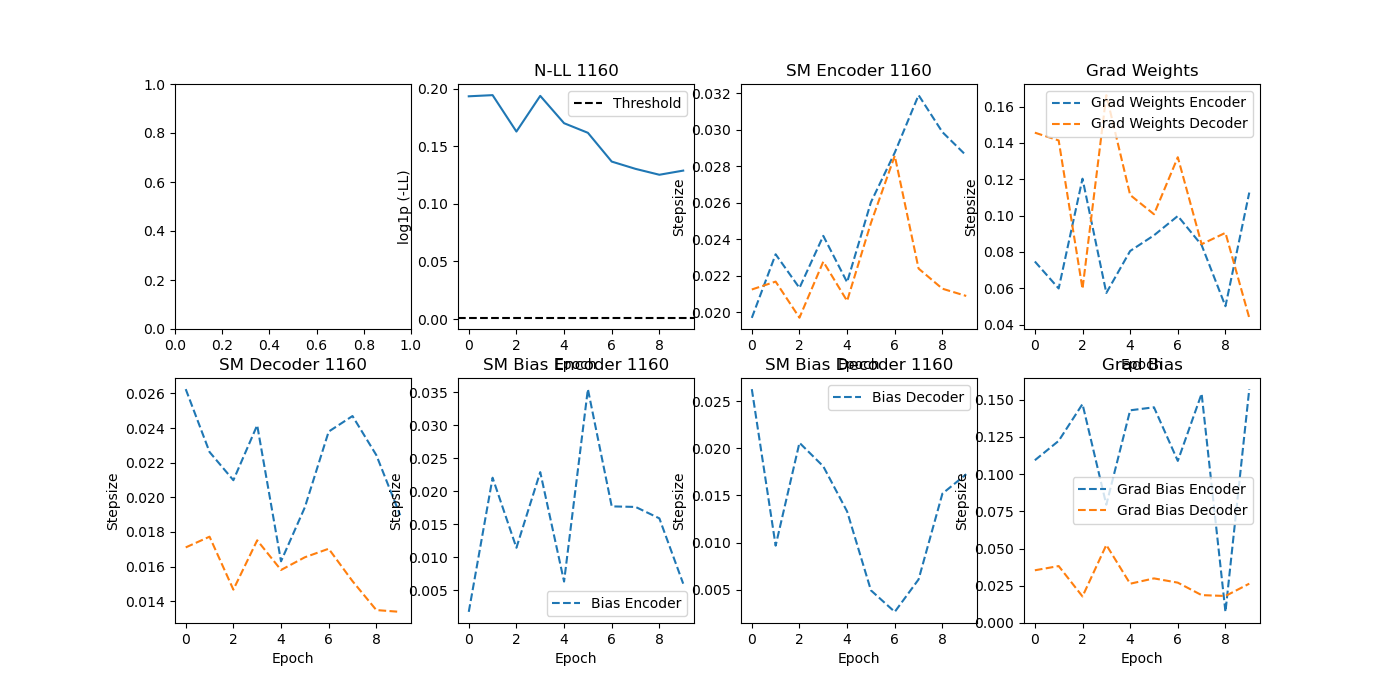 N-LL 1160
SM Encoder 1160
Grad Weights
1.0
0.8
0.6
0.4
0.2
0.0
0.0 0.2 0.4 0.6 0.8 1.0
log1p (-LL)
0.20
0.15
0.10
0.05
0.00
Threshold
0 2 4 6 8
Epoch
Stepsize
0.032
0.030
0.028
0.026
0.024
0.022
0.020
0 2 4 6 8
Epoch
Stepsize
0.16
0.14
0.12
0.10
0.08
0.06
0.04
Grad Weights Encoder
Grad Weights Decoder
0 2 4 6 8
Epoch
SM Decoder 1160
SM Bias Encoder 1160
SM Bias Decoder 1160
Grad Bias
Stepsize
0.026
0.024
0.022
0.020
0.018
0.016
0.014
0 2 4 6 8
Epoch
Stepsize
0.035
0.030
0.025
0.020
0.015
0.010
0.005
Bias Encoder
0 2 4 6 8
Epoch
Stepsize
0.025
0.020
0.015
0.010
0.005
Bias Decoder
0 2 4 6 8
Epoch
Stepsize
0.150
0.125
0.100
0.075
0.050
0.025
0.000
Grad Bias Encoder
Grad Bias Decoder
0 2 4 6 8
Epoch